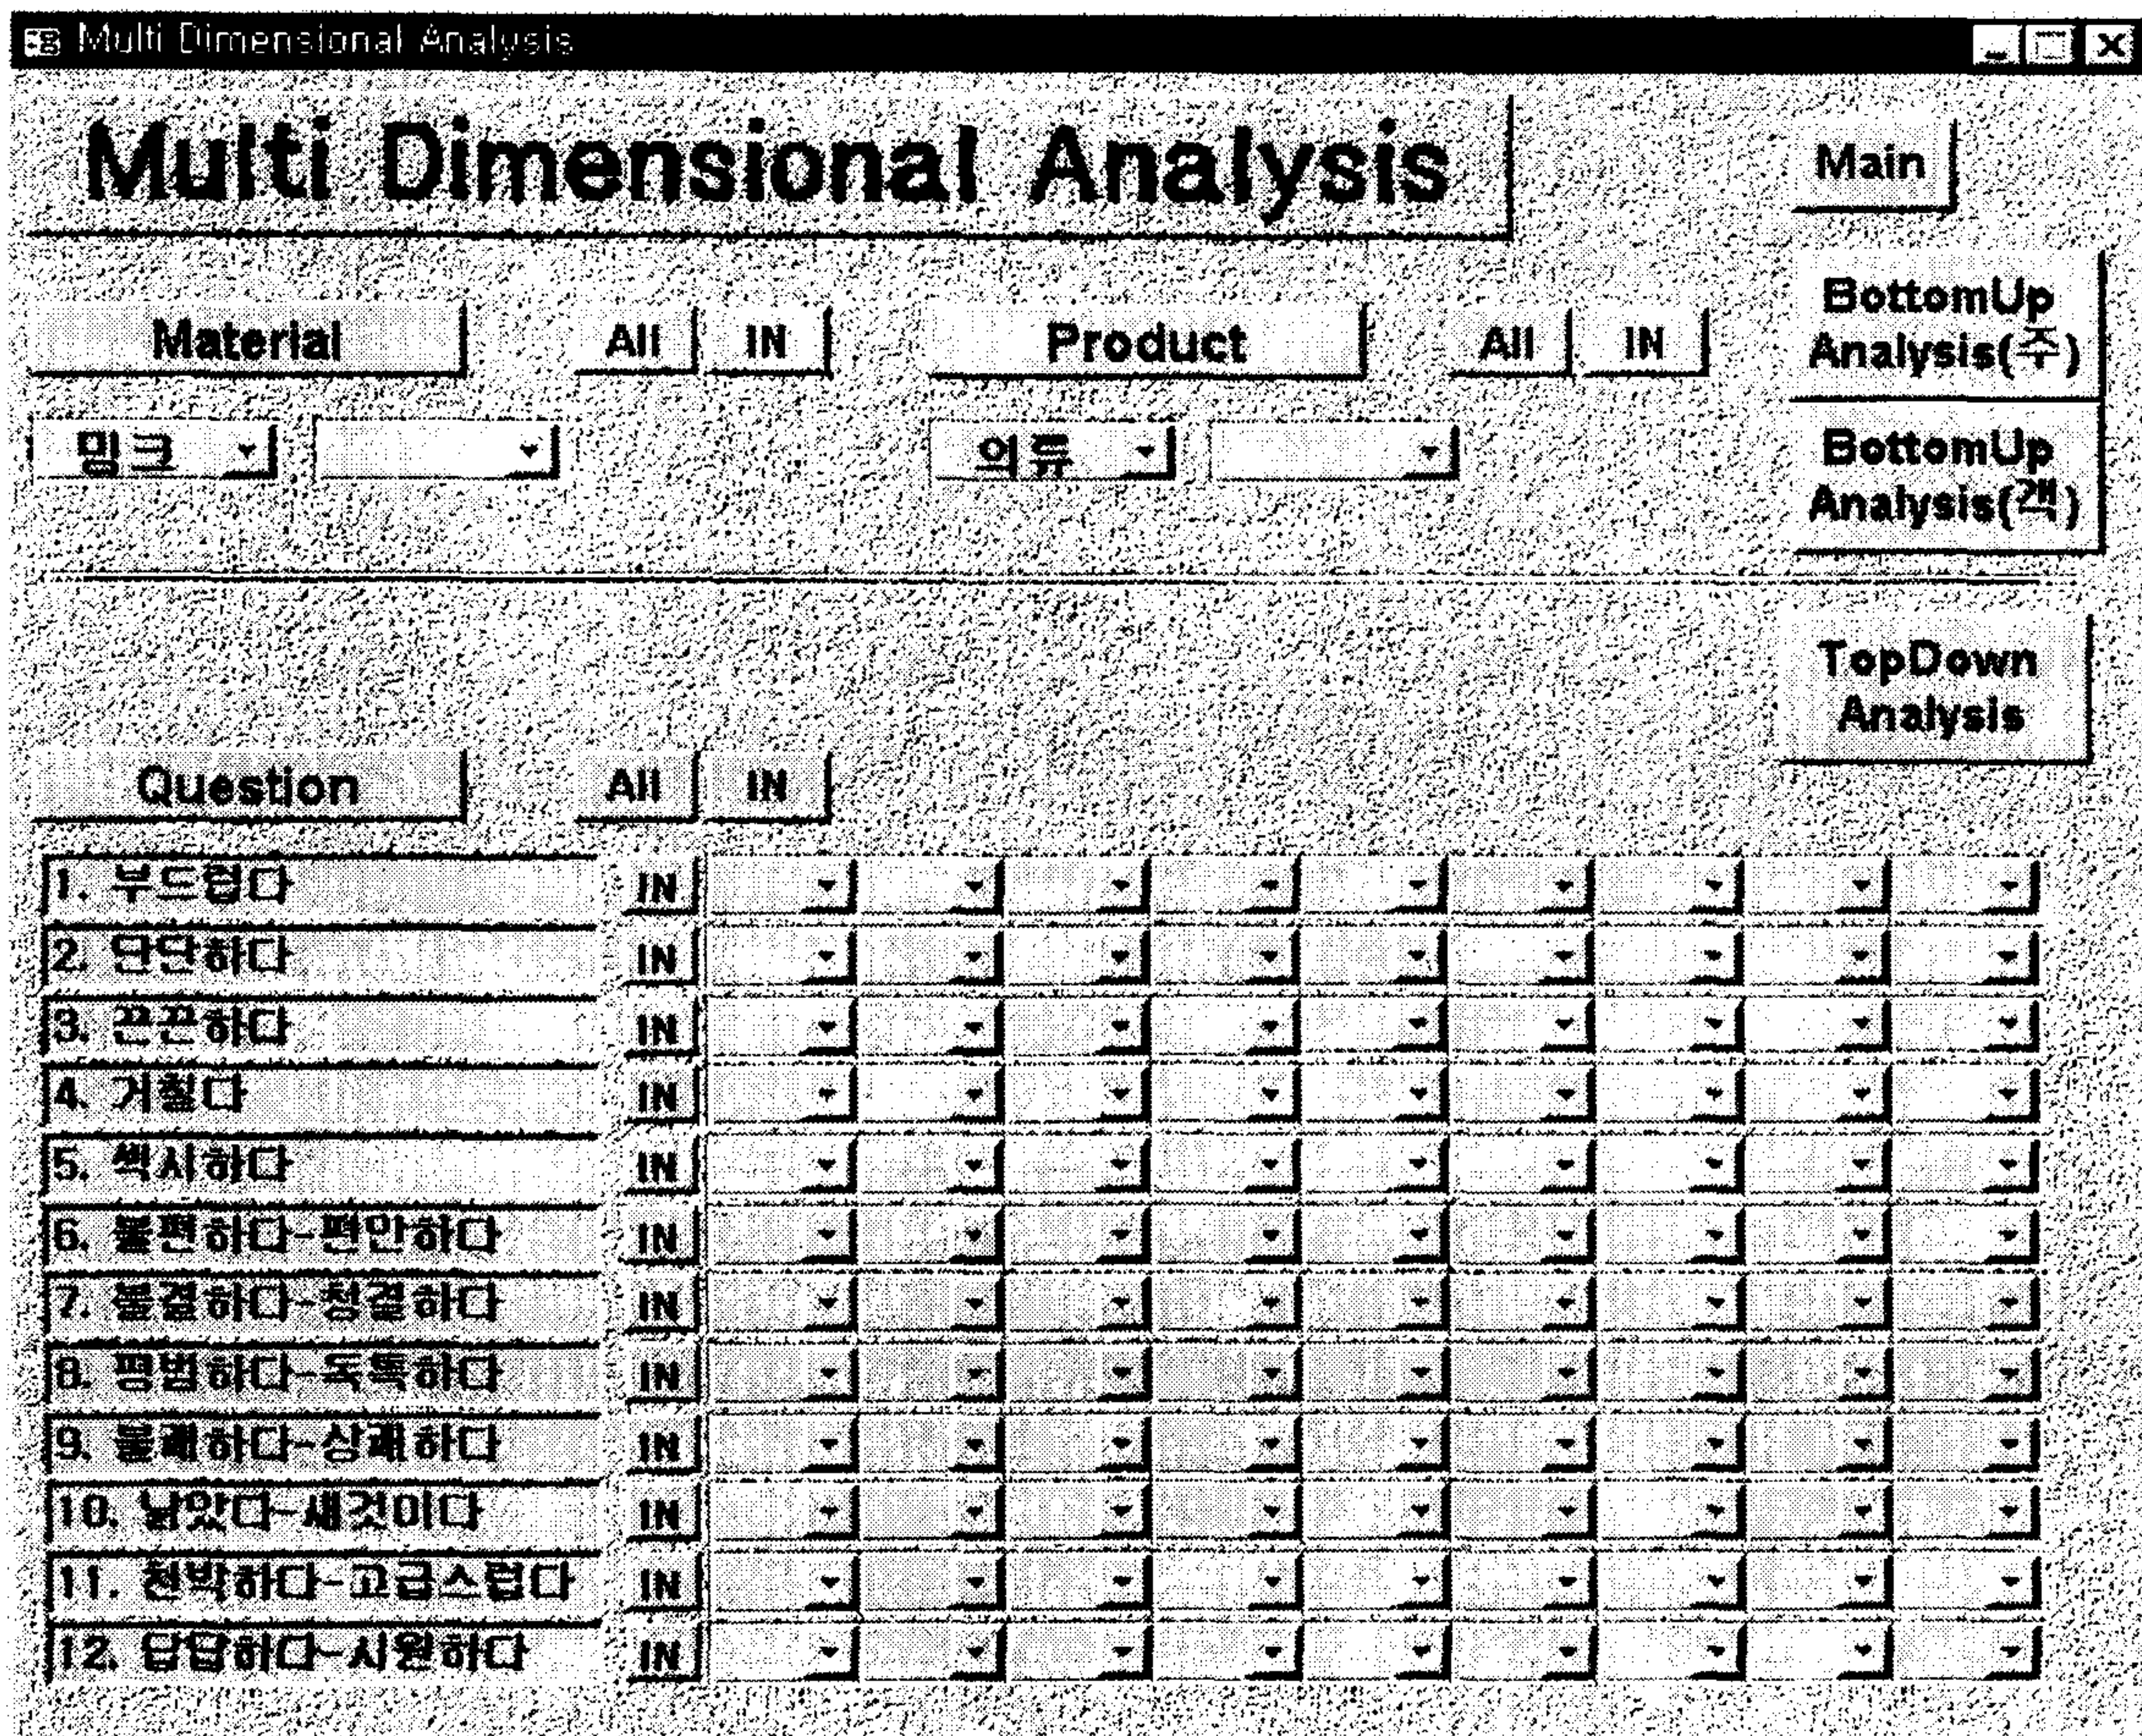 Multi Dimensional Analysis
Multi Dimensional Analysis
Main
Material All IN Product All IN
BottomUp
Analysis(주)
밍크 의류
BottomUp
Analysis(객)
TopDown
Analysis
Question All IN
1. 부드럽다 IN
2. 단단하다 IN
3. 끈끈하다 IN
4. 거칠다 IN
5. 섹시하다 IN
6. 불편하다-편안하다 IN
7. 불결하다-청결하다 IN
8. 평범하다-독특하다 IN
9. 불쾌하다-상쾌하다 IN
10. 낡았다-새것이다 IN
11. 천박하다-고급스럽다 IN
12. 답답하다-시원하다 IN